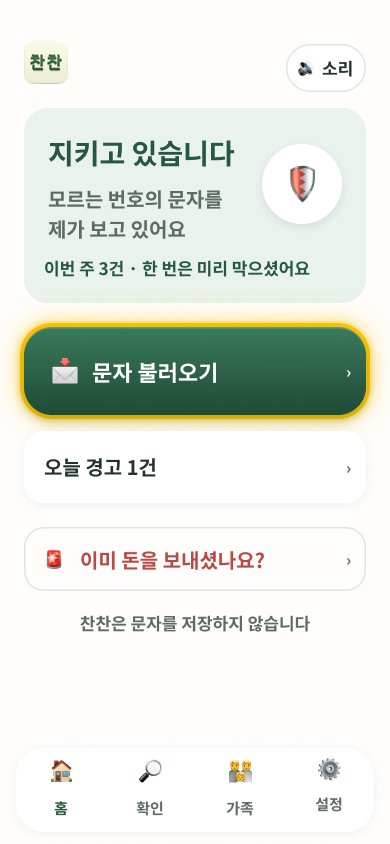 찬찬
소리
지키고 있습니다
모르는 번호의 문자를
제가 보고 있어요
이번 주 3건 · 한 번은 미리 막으셨어요
문자 불러오기 ›
오늘 경고 1건 ›
이미 돈을 보내셨나요? ›
찬찬은 문자를 저장하지 않습니다
홈
확인
가족
설정